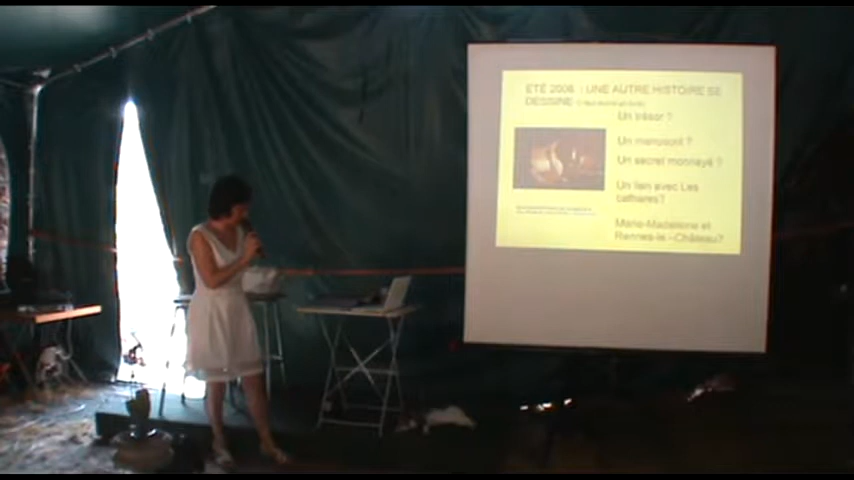 ETÉ 2006 : UNE AUTRE HISTOIRE SE
DESSINE
Un trésor ?
Un manuscrit ?
Un secret monnayé ?
Un lien avec Les
cathares?
Marie-Madeleine et
Rennes-le-Château?